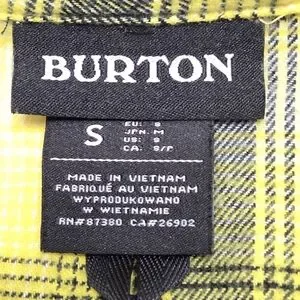 BURTON
S
EU: S
JPN: M
US: S
CA: S/P
MADE IN VIETNAM
FABRIQUÉ AU VIETNAM
WYPRODUKOWANO
W WIETNAMIE
RN#87380 CA#26902